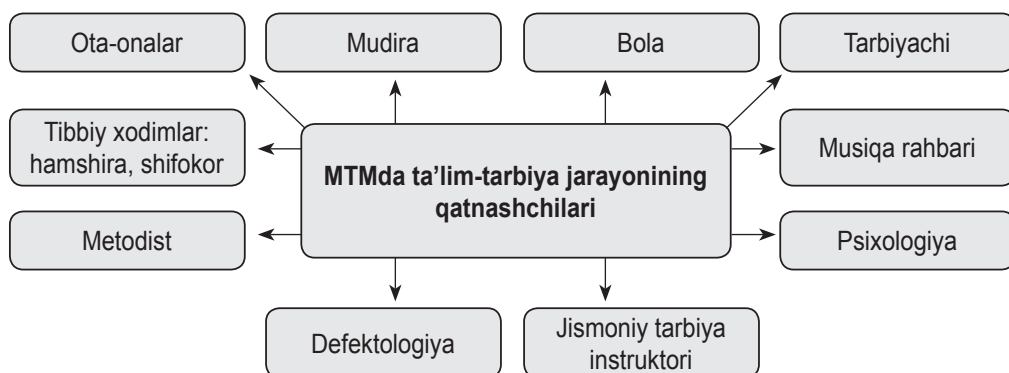 Ota-onalar
Mudira
Bola
Tarbiyachi
Tibbiy xodimlar:
hamshira, shifokor
MTMda ta’lim-tarbiya jarayonining
qatnashchilari
Musiqa rahbari
Metodist
Psixologiya
Defektologiya
Jismoniy tarbiya
instruktori